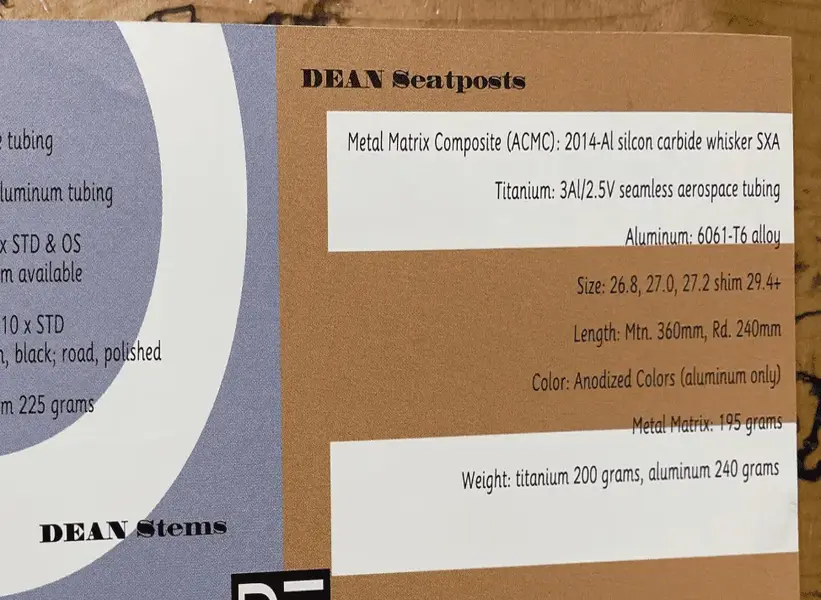 tubing
luminum tubing
x STD & OS
m available
10 x STD
, black; road, polished
m 225 grams
DEAN Stems
DEAN Seatposts
Metal Matrix Composite (ACMC): 2014-Al silcon carbide whisker SXA
Titanium: 3Al/2.5V seamless aerospace tubing
Aluminum: 6061-T6 alloy
Size: 26.8, 27.0, 27.2 shim 29.4+
Length: Mtn. 360mm, Rd. 240mm
Color: Anodized Colors (aluminum only)
Metal Matrix: 195 grams
Weight: titanium 200 grams, aluminum 240 grams